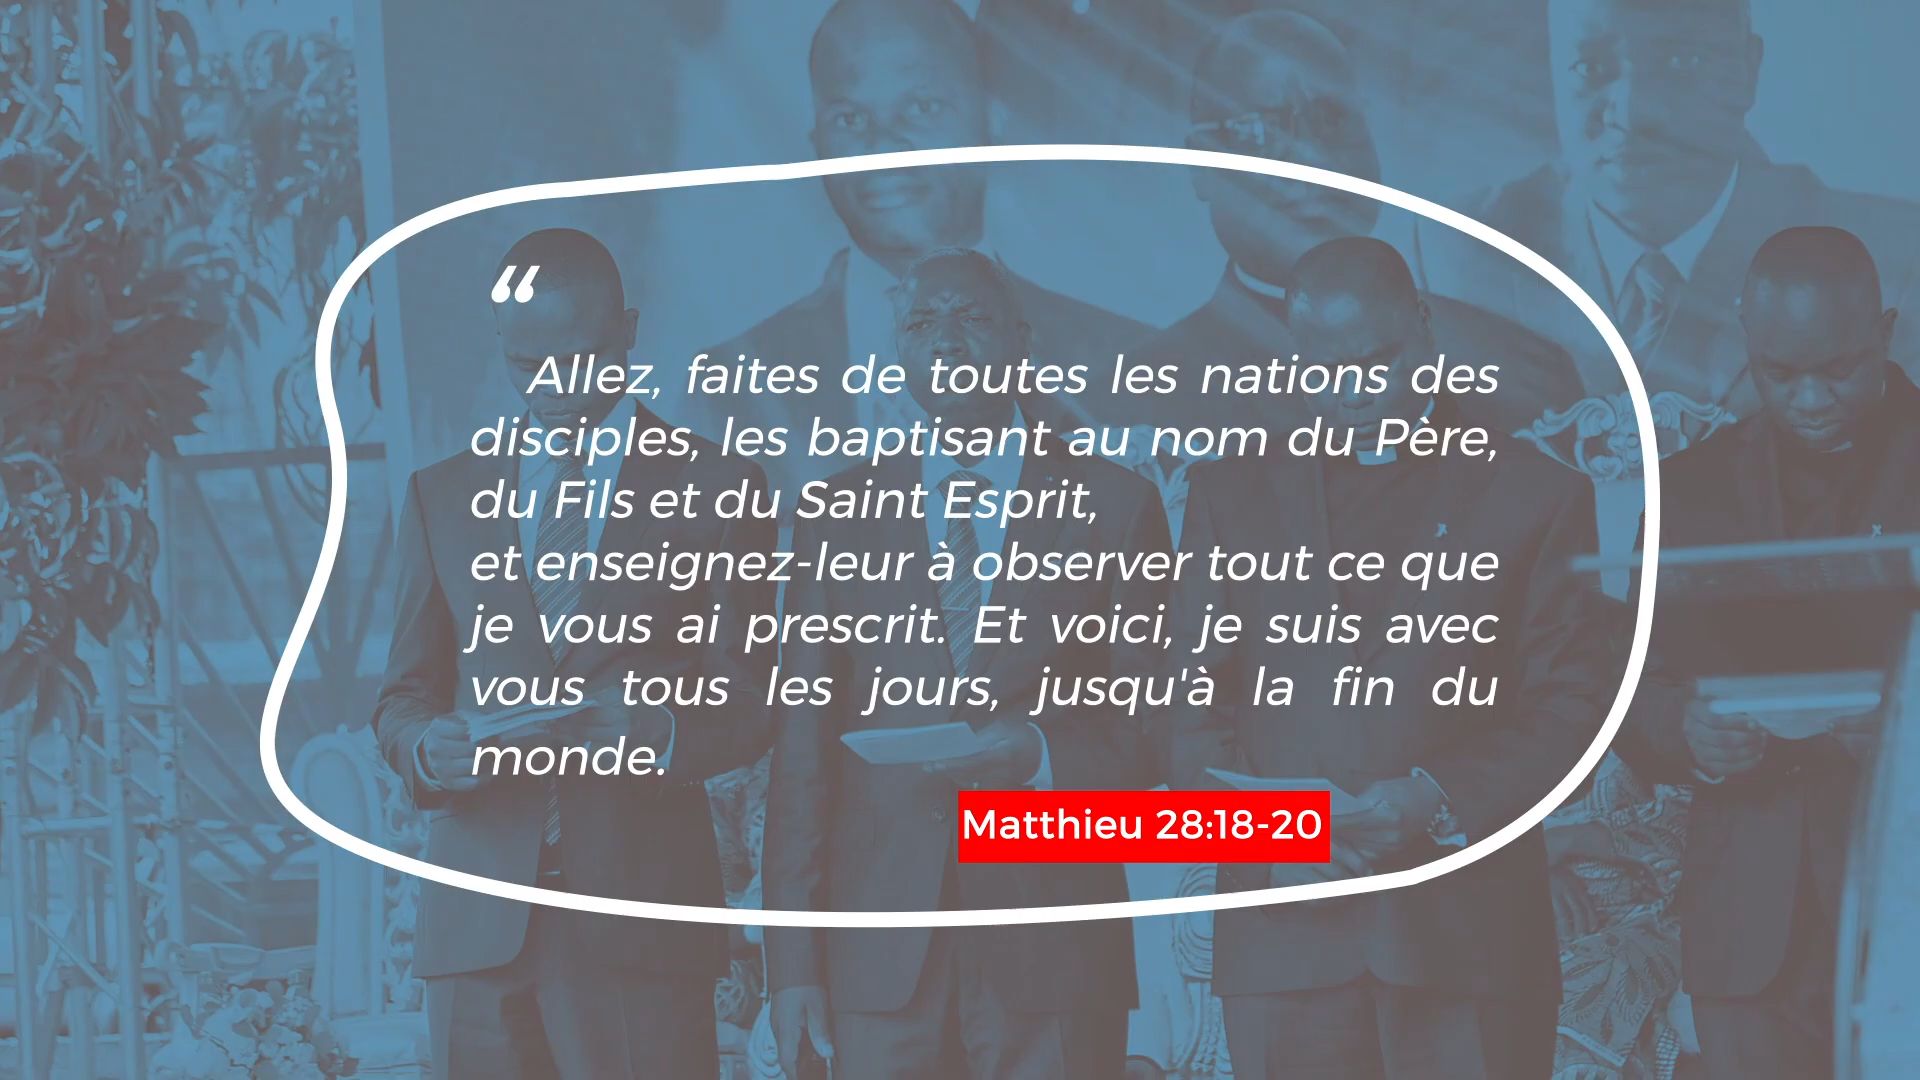 “
Allez, faites de toutes les nations des
disciples, les baptisant au nom du Père,
du Fils et du Saint Esprit,
et enseignez-leur à observer tout ce que
je vous ai prescrit. Et voici, je suis avec
vous tous les jours, jusqu'à la fin du
monde.
Matthieu 28:18-20